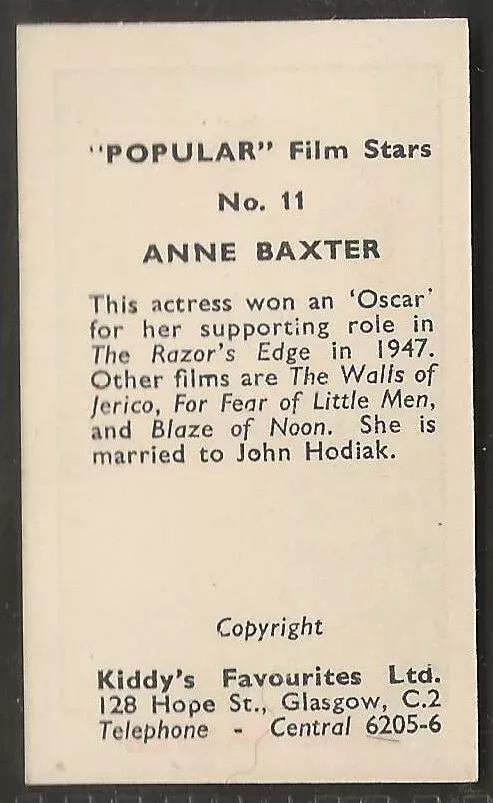 "POPULAR" Film Stars
No. 11
ANNE BAXTER
This actress won an 'Oscar'
for her supporting role in
The Razor's Edge in 1947.
Other films are The Walls of
Jerico, For Fear of Little Men,
and Blaze of Noon. She is
married to John Hodiak.
Copyright
Kiddy's Favourites Ltd.
128 Hope St., Glasgow, C.2
Telephone - Central 6205-6